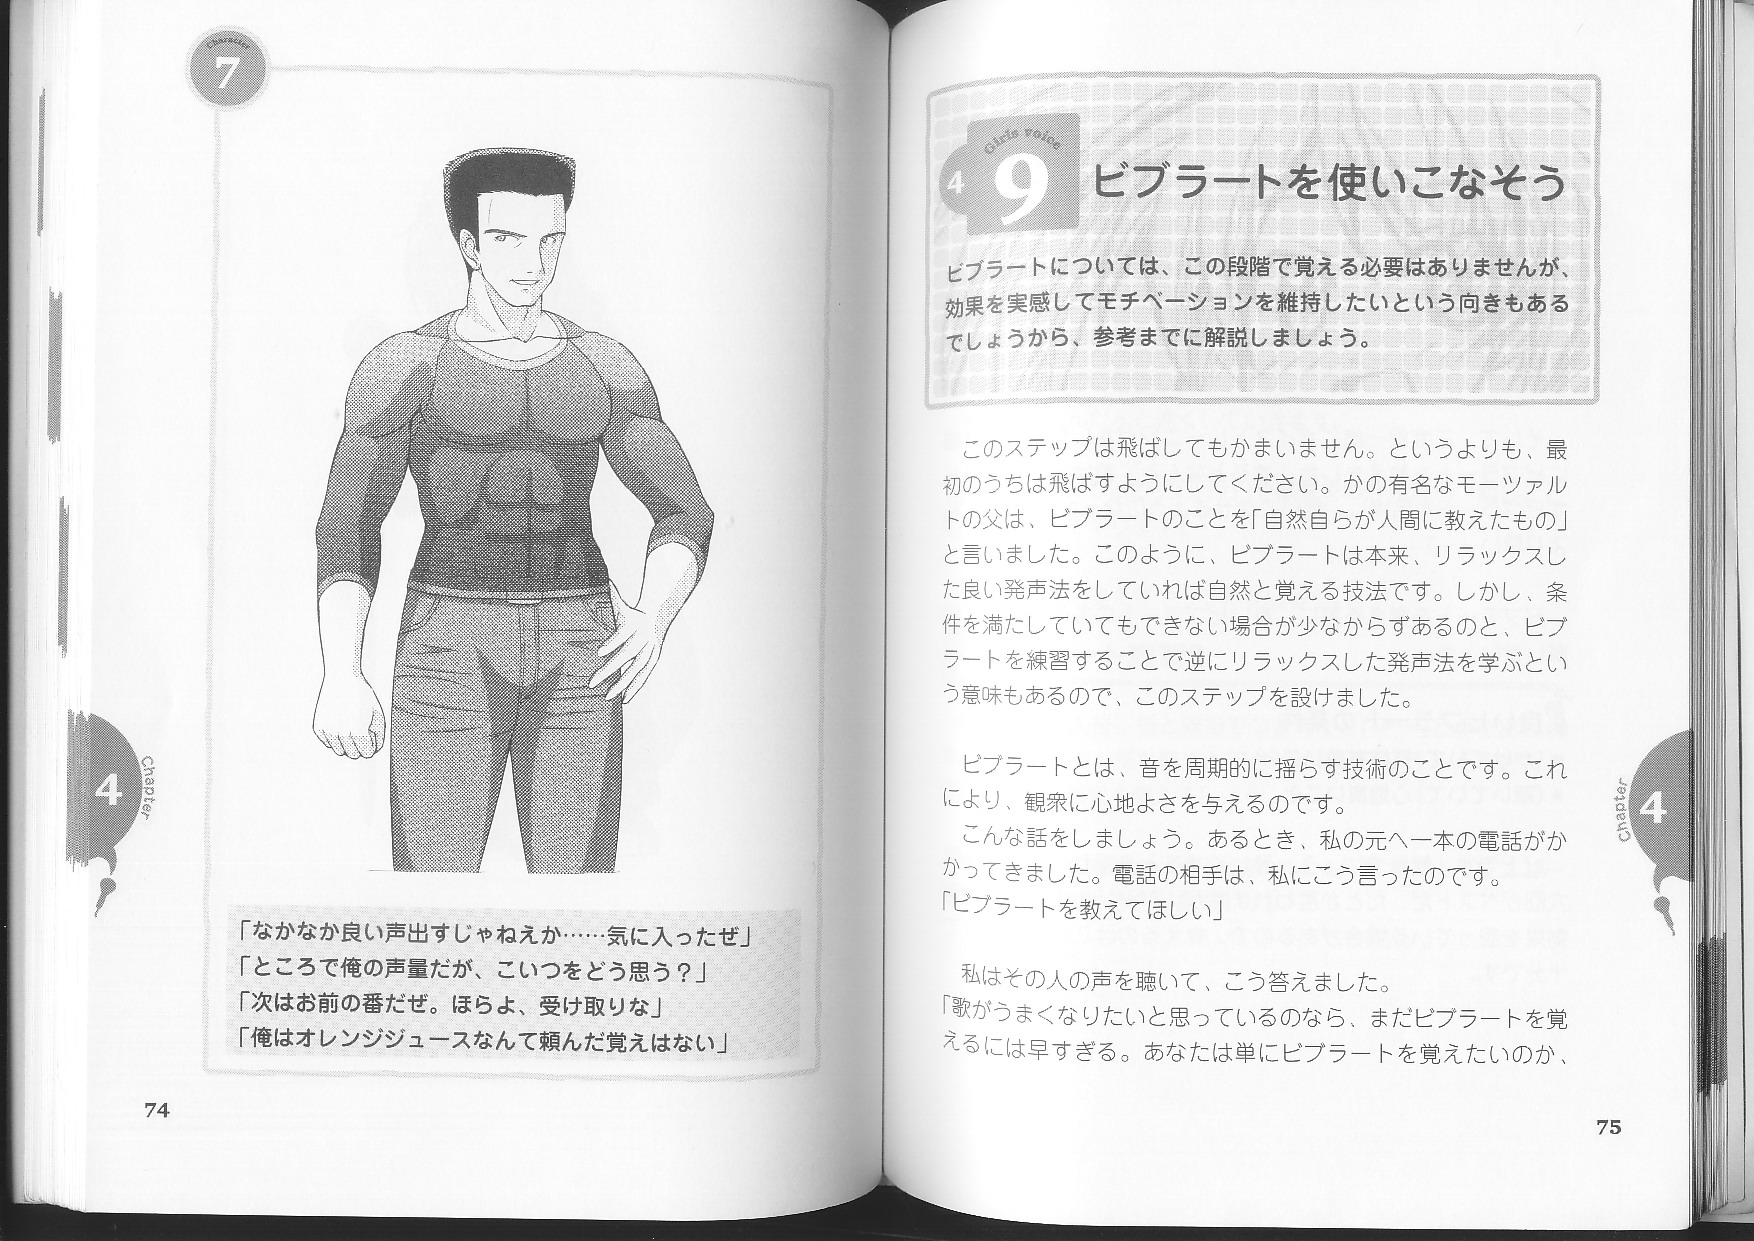 Character
7
「なかなか良い声出すじゃねえか……気に入ったぜ」
「ところで俺の声量だが、こいつをどう思う？」
「次はお前の番だぜ。ほらよ、受け取りな」
「俺はオレンジジュースなんて頼んだ覚えはない」
4
Chapter
74
Girls voice
4
9
ビブラートを使いこなそう
ビブラートについては、この段階で覚える必要はありませんが、
効果を実感してモチベーションを維持したいという向きもある
でしょうから、参考までに解説しましょう。
このステップは飛ばしてもかまいません。というよりも、最
初のうちは飛ばすようにしてください。かの有名なモーツァル
トの父は、ビブラートのことを「自然自らが人間に教えたもの」
と言いました。このように、ビブラートは本来、リラックスし
た良い発声法をしていれば自然と覚える技法です。しかし、条
件を満たしていてもできない場合が少なからずあるのと、ビブ
ラートを練習することで逆にリラックスした発声法を学ぶとい
う意味もあるので、このステップを設けました。
ビブラートとは、音を周期的に揺らす技術のことです。これ
により、観衆に心地よさを与えるのです。
こんな話をしましょう。あるとき、私の元へ一本の電話がか
かってきました。電話の相手は、私にこう言ったのです。
「ビブラートを教えてほしい」
私はその人の声を聴いて、こう答えました。
「歌がうまくなりたいと思っているのなら、まだビブラートを覚
えるには早すぎる。あなたは単にビブラートを覚えたいのか、
Chapter
4
75